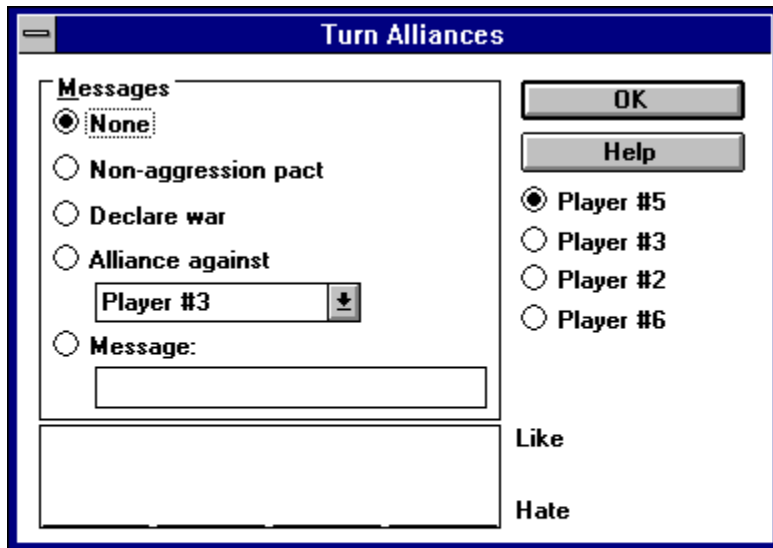 Turn Alliances
Messages
None
Non-aggression pact
Declare war
Alliance against
Player #3
Message:
OK
Help
Player #5
Player #3
Player #2
Player #6
Like
Hate